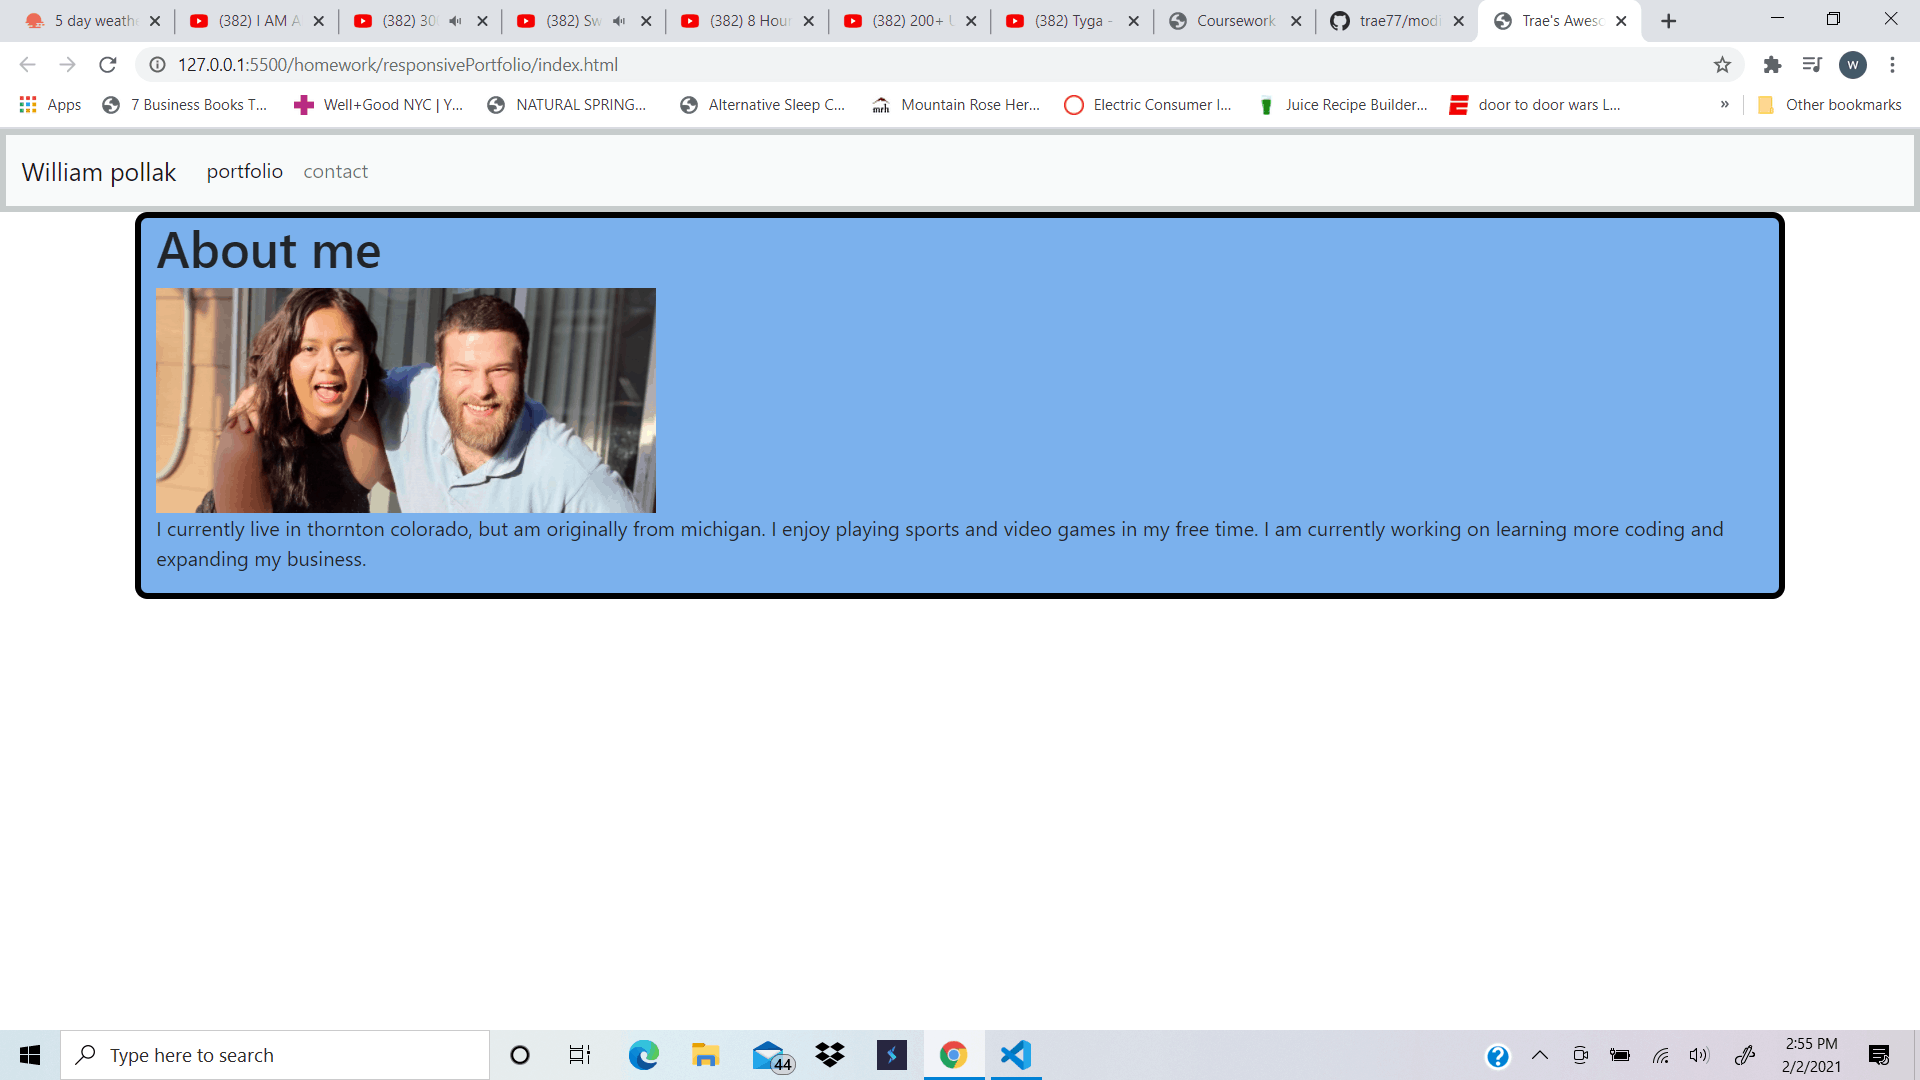 5 day weath
(382) I AM A
(382) 300
(382) Sw
(382) 8 Hour
(382) 200+ U
(382) Tyga -
Coursework
trae77/modi
Trae's Aweso
127.0.0.1:5500/homework/responsivePortfolio/index.html
W
Apps
7 Business Books T...
Well+Good NYC | Y...
NATURAL SPRING...
Alternative Sleep C...
mrh
Mountain Rose Her...
Electric Consumer I...
Juice Recipe Builder...
door to door wars L...
»
Other bookmarks
William pollak
portfolio
contact
About me
I currently live in thornton colorado, but am originally from michigan. I enjoy playing sports and video games in my free time. I am currently working on learning more coding and
expanding my business.
Type here to search
44
2:55 PM
2/2/2021